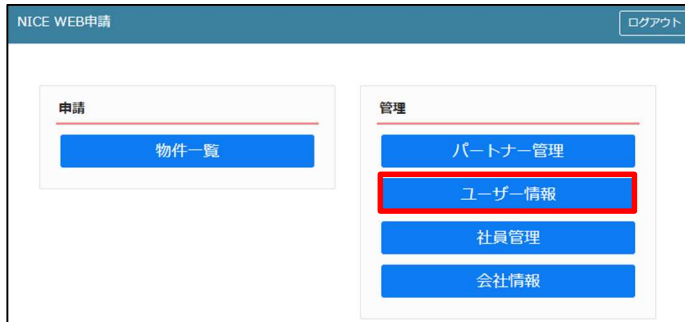 NICE WEB申請
ログアウト
申請
物件一覧
管理
パートナー管理
ユーザー情報
社員管理
会社情報